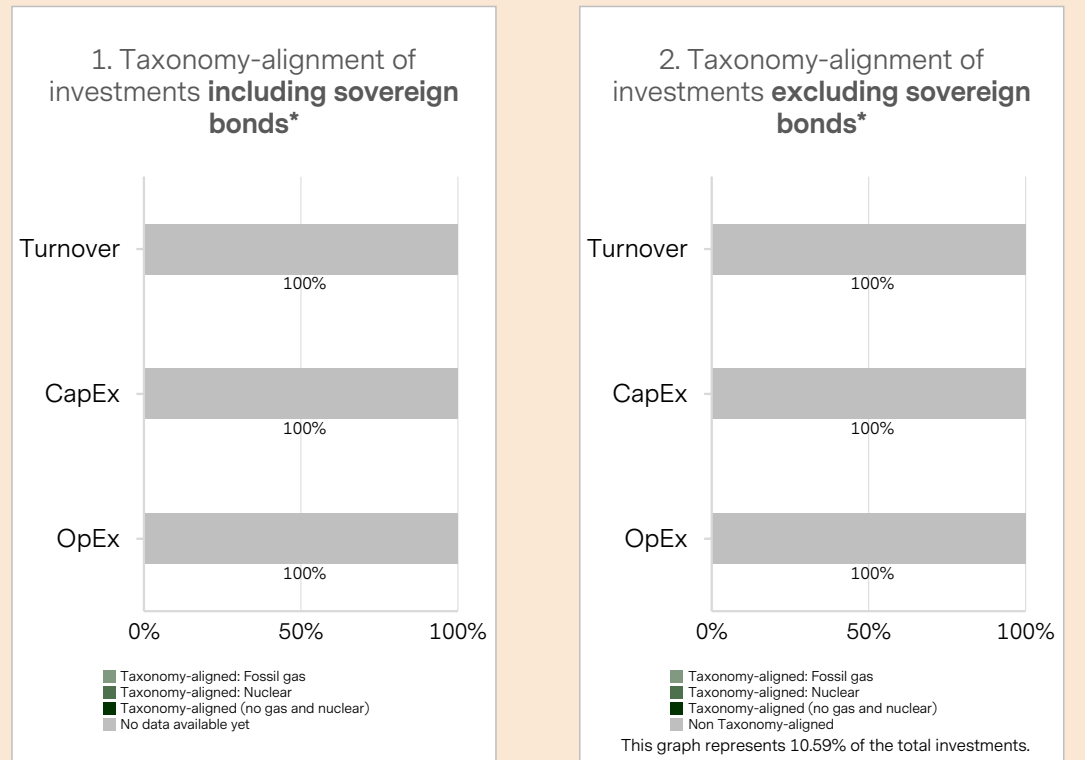 1. Taxonomy-alignment of
investments including sovereign
bonds*
Turnover
100%
CapEx
100%
OpEx
100%
0% 50% 100%
Taxonomy-aligned: Fossil gas
Taxonomy-aligned: Nuclear
Taxonomy-aligned (no gas and nuclear)
No data available yet
2. Taxonomy-alignment of
investments excluding sovereign
bonds*
Turnover
100%
CapEx
100%
OpEx
100%
0% 50% 100%
Taxonomy-aligned: Fossil gas
Taxonomy-aligned: Nuclear
Taxonomy-aligned (no gas and nuclear)
Non Taxonomy-aligned
This graph represents 10.59% of the total investments.